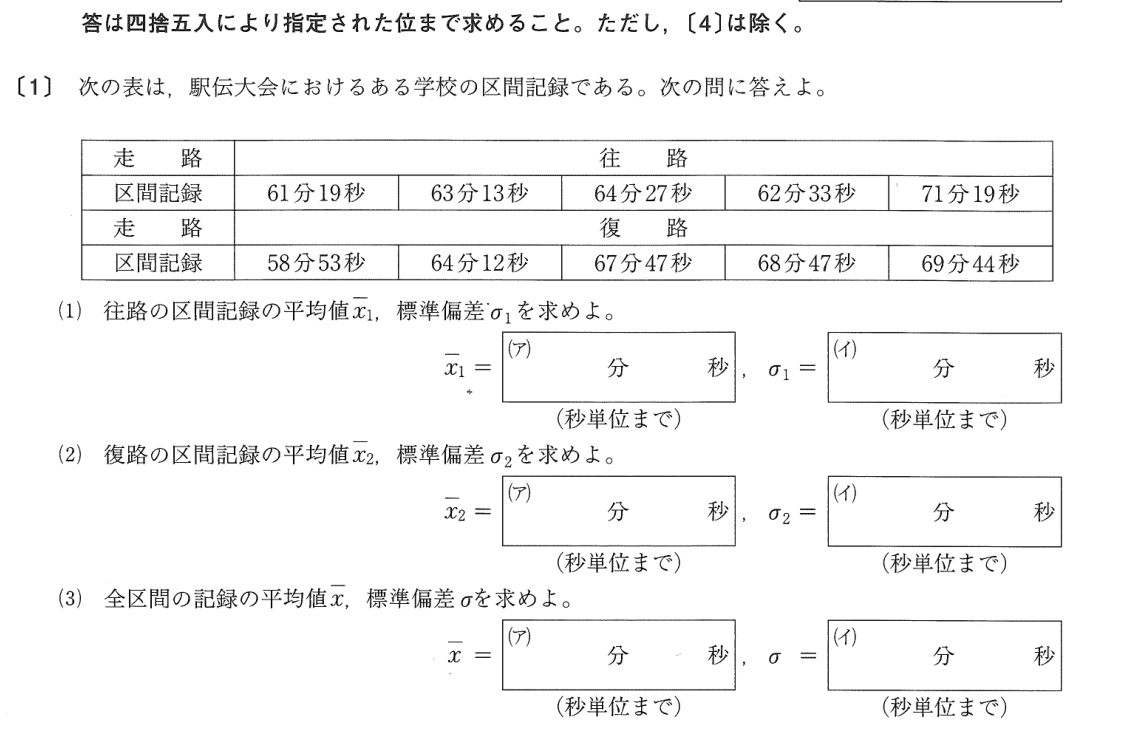 答は四捨五入により指定された位まで求めること。ただし,〔4〕は除く。
〔1〕 次の表は,駅伝大会におけるある学校の区間記録である。次の問に答えよ。
走 路 往 路
区間記録 61分19秒 63分13秒 64分27秒 62分33秒 71分19秒
走 路 復 路
区間記録 58分53秒 64分12秒 67分47秒 68分47秒 69分44秒
(1) 往路の区間記録の平均値x̄₁,標準偏差σ₁を求めよ。
x̄₁ = (ア) 分 秒, σ₁ = (イ) 分 秒
(秒単位まで) (秒単位まで)
(2) 復路の区間記録の平均値x̄₂,標準偏差σ₂を求めよ。
x̄₂ = (ア) 分 秒, σ₂ = (イ) 分 秒
(秒単位まで) (秒単位まで)
(3) 全区間の記録の平均値x̄,標準偏差σを求めよ。
x̄ = (ア) 分 秒, σ = (イ) 分 秒
(秒単位まで) (秒単位まで)